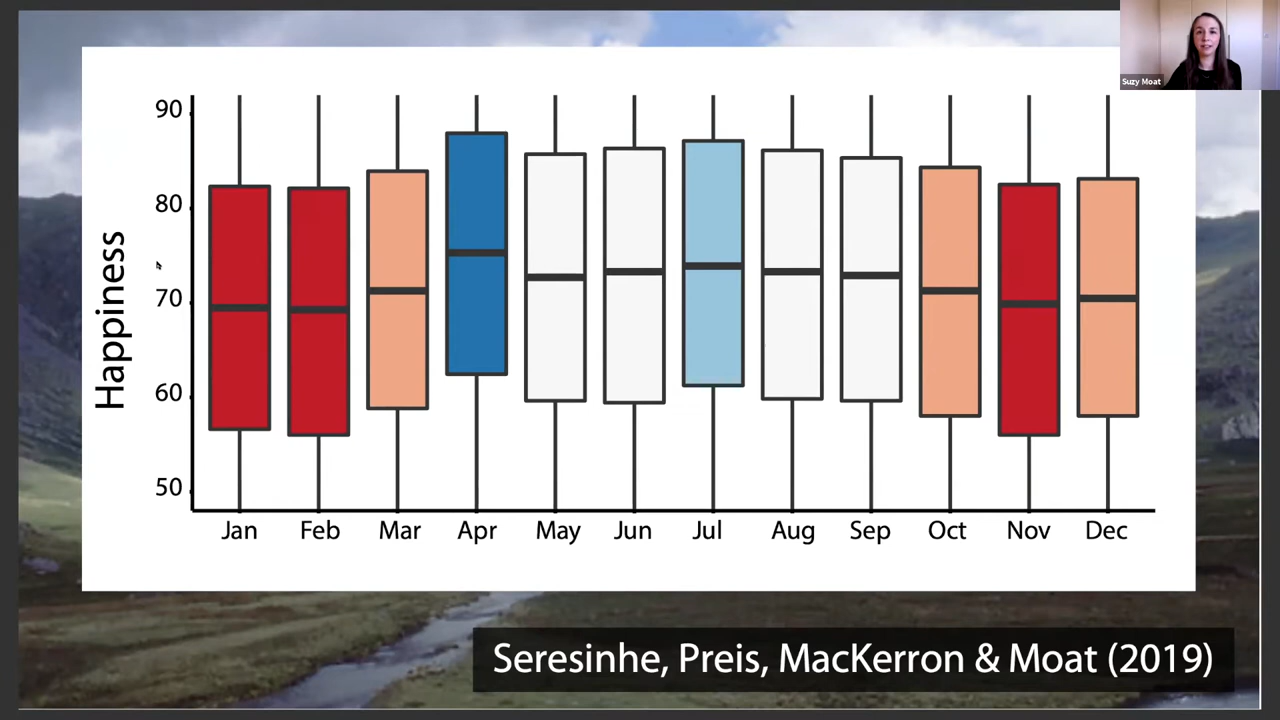 Suzy Moat
Happiness
90
80
70
60
50
Jan Feb Mar Apr May Jun Jul Aug Sep Oct Nov Dec
Seresinhe, Preis, MacKerron & Moat (2019)